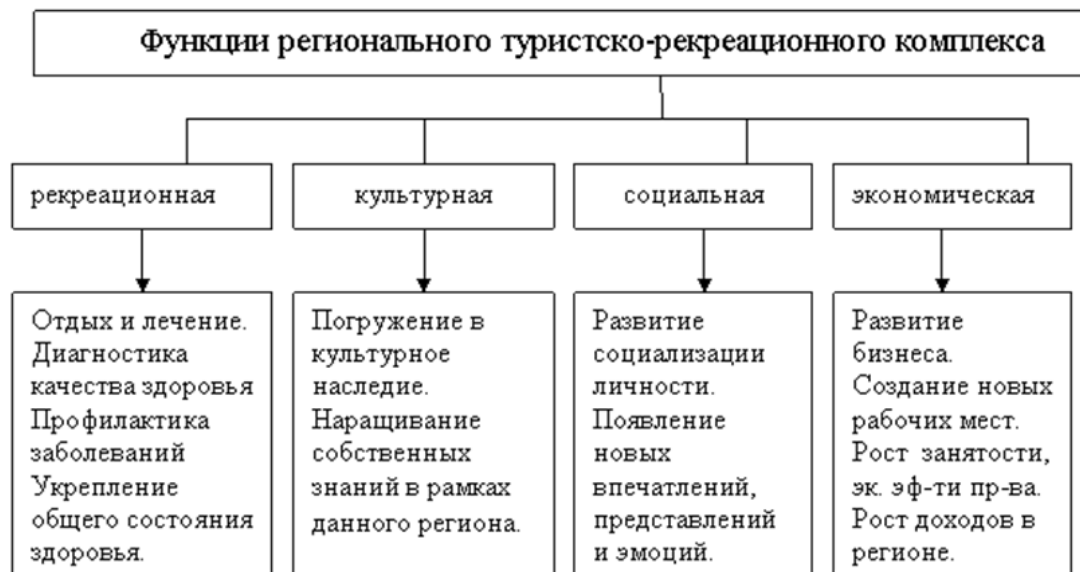 Функции регионального туристско-рекреационного комплекса
рекреационная
культурная
социальная
экономическая
Отдых и лечение.
Диагностика
качества здоровья
Профилактика
заболеваний
Укрепление
общего состояния
здоровья.
Погружение в
культурное
наследие.
Наращивание
собственных
знаний в рамках
данного региона.
Развитие
социализации
личности.
Появление
новых
впечатлений,
представлений
и эмоций.
Развитие
бизнеса.
Создание новых
рабочих мест.
Рост занятости,
эк. эф-ти пр-ва.
Рост доходов в
регионе.